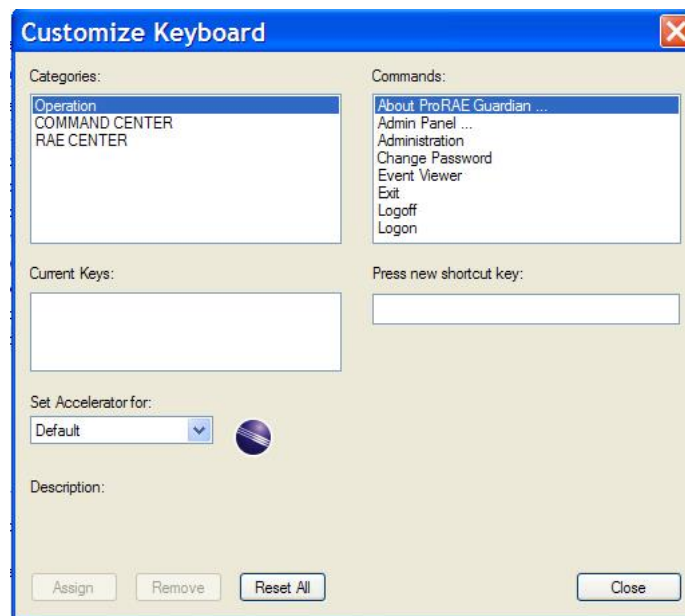 Customize Keyboard
Categories:
Commands:
Operation
COMMAND CENTER
RAE CENTER
About ProRAE Guardian ...
Admin Panel ...
Administration
Change Password
Event Viewer
Exit
Logoff
Logon
Current Keys:
Press new shortcut key:
Set Accelerator for:
Default
Description:
Assign
Remove
Reset All
Close